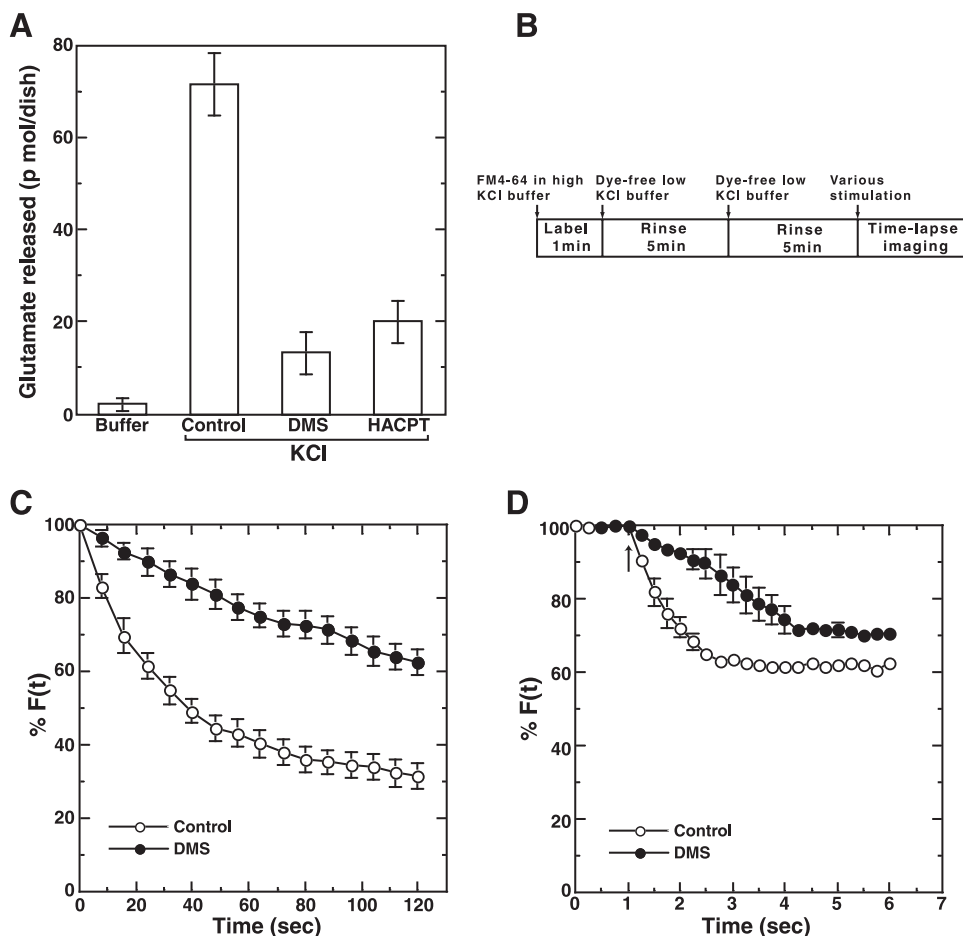 A
Glutamate released (p mol/dish)
80
60
40
20
0
Buffer Control DMS HACPT
KCl
B
FM4-64 in high Dye-free low Dye-free low Various
KCl buffer KCl buffer KCl buffer stimulation
Label Rinse Rinse Time-lapse
1min 5min 5min imaging
C
% F(t)
100
80
60
40
20
0
Control
DMS
0 20 40 60 80 100 120
Time (sec)
D
% F(t)
100
80
60
40
20
0
Control
DMS
0 1 2 3 4 5 6 7
Time (sec)